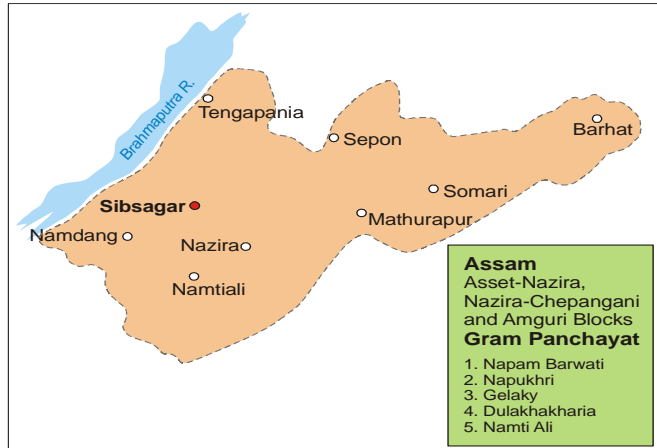 Brahmaputra R.
Tengapania
Sepon
Barhat
Somari
Sibsagar
Mathurapur
Namdang
Nazira
Namtiali
Assam
Asset-Nazira,
Nazira-Chepangani
and Amguri Blocks
Gram Panchayat
1. Napam Barwati
2. Napukhri
3. Gelaky
4. Dulakhakharia
5. Namti Ali